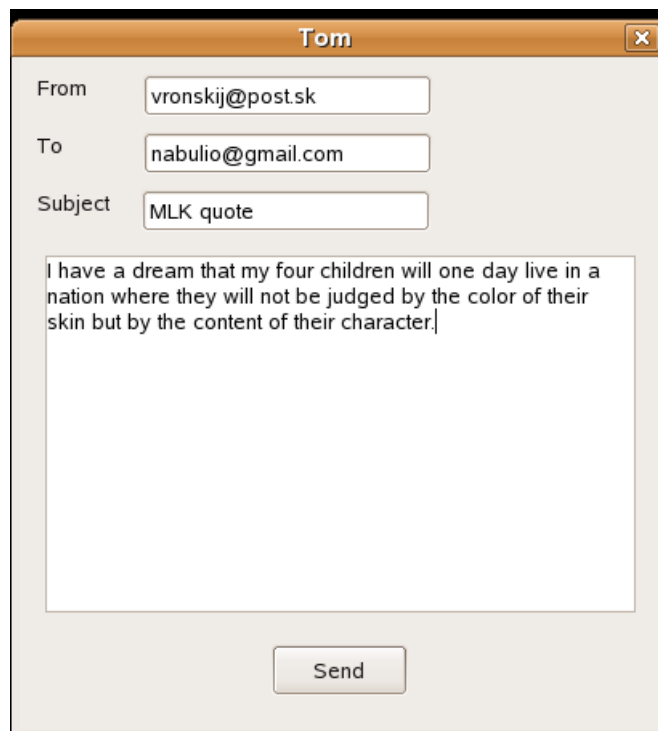 Tom
From vronskij@post.sk
To nabulio@gmail.com
Subject MLK quote
I have a dream that my four children will one day live in a
nation where they will not be judged by the color of their
skin but by the content of their character.
Send